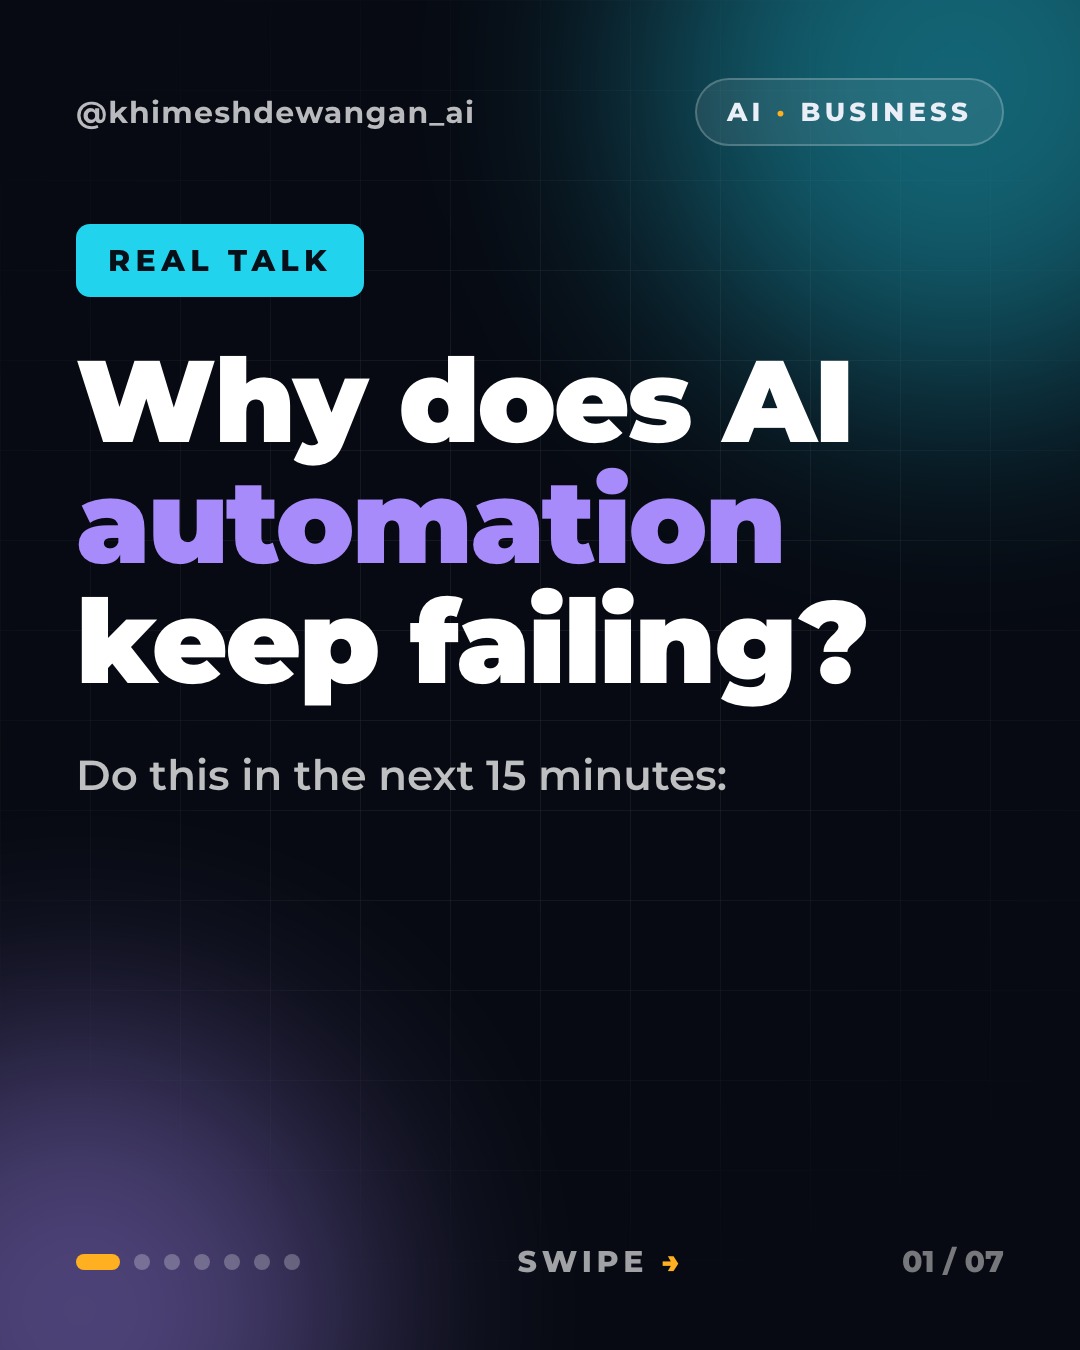 @khimeshdewangan_ai
AI · BUSINESS
REAL TALK
Why does AI
automation
keep failing?
Do this in the next 15 minutes:
SWIPE →
01 / 07